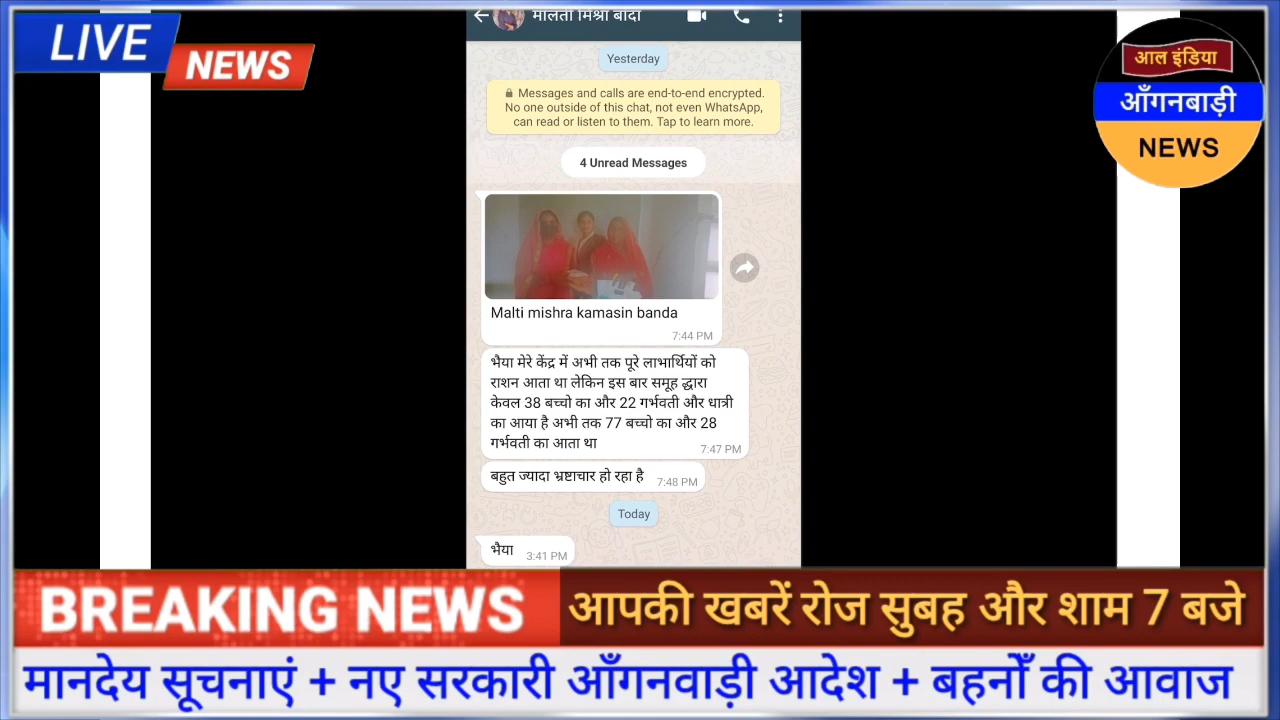 LIVE
NEWS
आल इंडिया
आँगनबाड़ी
NEWS
मालती मिश्रा बांदा
Yesterday
Messages and calls are end-to-end encrypted.
No one outside of this chat, not even WhatsApp,
can read or listen to them. Tap to learn more.
4 Unread Messages
Malti mishra kamasin banda
7:44 PM
भैया मेरे केंद्र में अभी तक पूरे लाभार्थियों को
राशन आता था लेकिन इस बार समूह द्धारा
केवल 38 बच्चो का और 22 गर्भवती और धात्री
का आया है अभी तक 77 बच्चो का और 28
गर्भवती का आता था
7:47 PM
बहुत ज्यादा भ्रष्टाचार हो रहा है
7:48 PM
Today
भैया
3:41 PM
BREAKING NEWS
आपकी खबरें रोज सुबह और शाम 7 बजे
मानदेय सूचनाएं + नए सरकारी आँगनवाड़ी आदेश + बहनोँ की आवाज